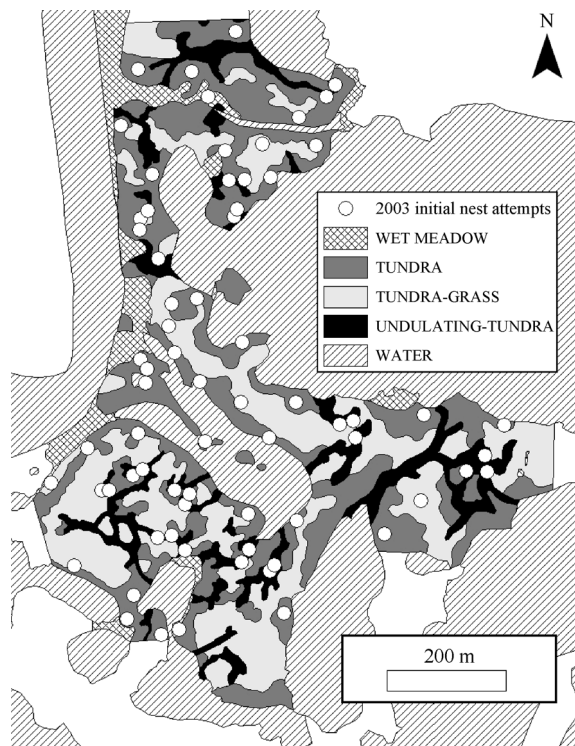 N
2003 initial nest attempts
WET MEADOW
TUNDRA
TUNDRA-GRASS
UNDULATING-TUNDRA
WATER
200 m